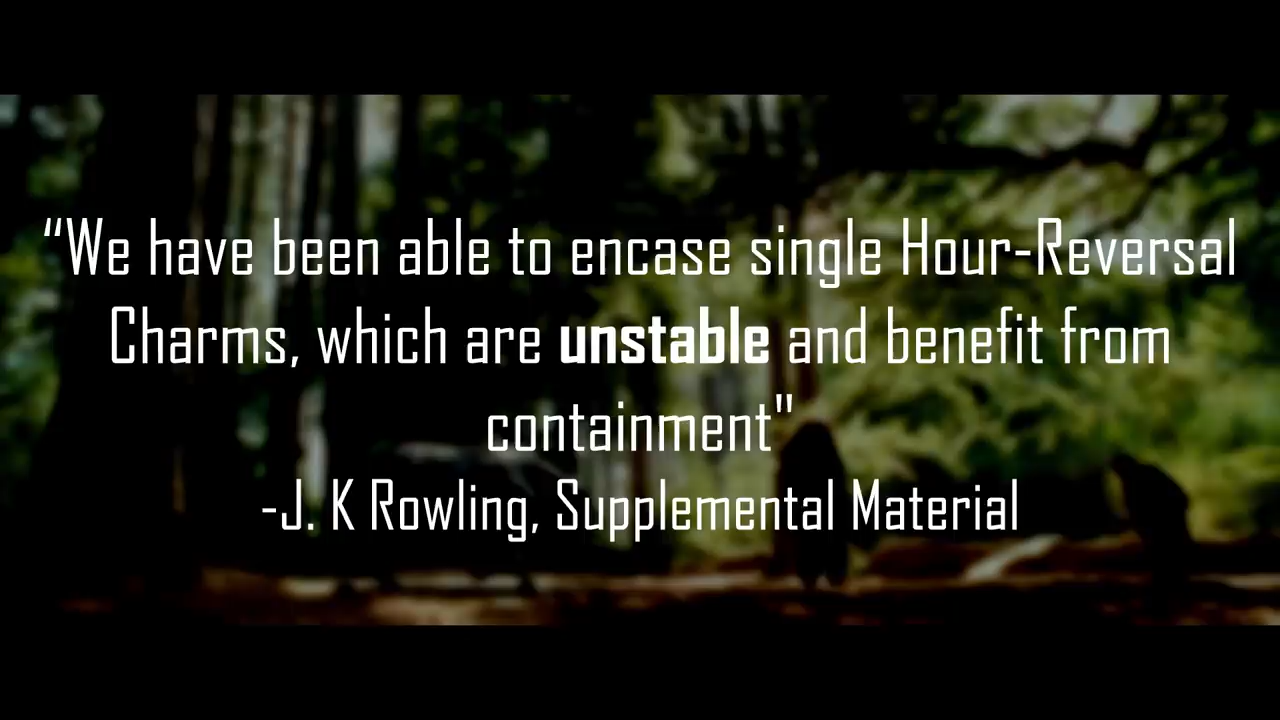 “We have been able to encase single Hour-Reversal
Charms, which are unstable and benefit from
containment"
-J. K Rowling, Supplemental Material